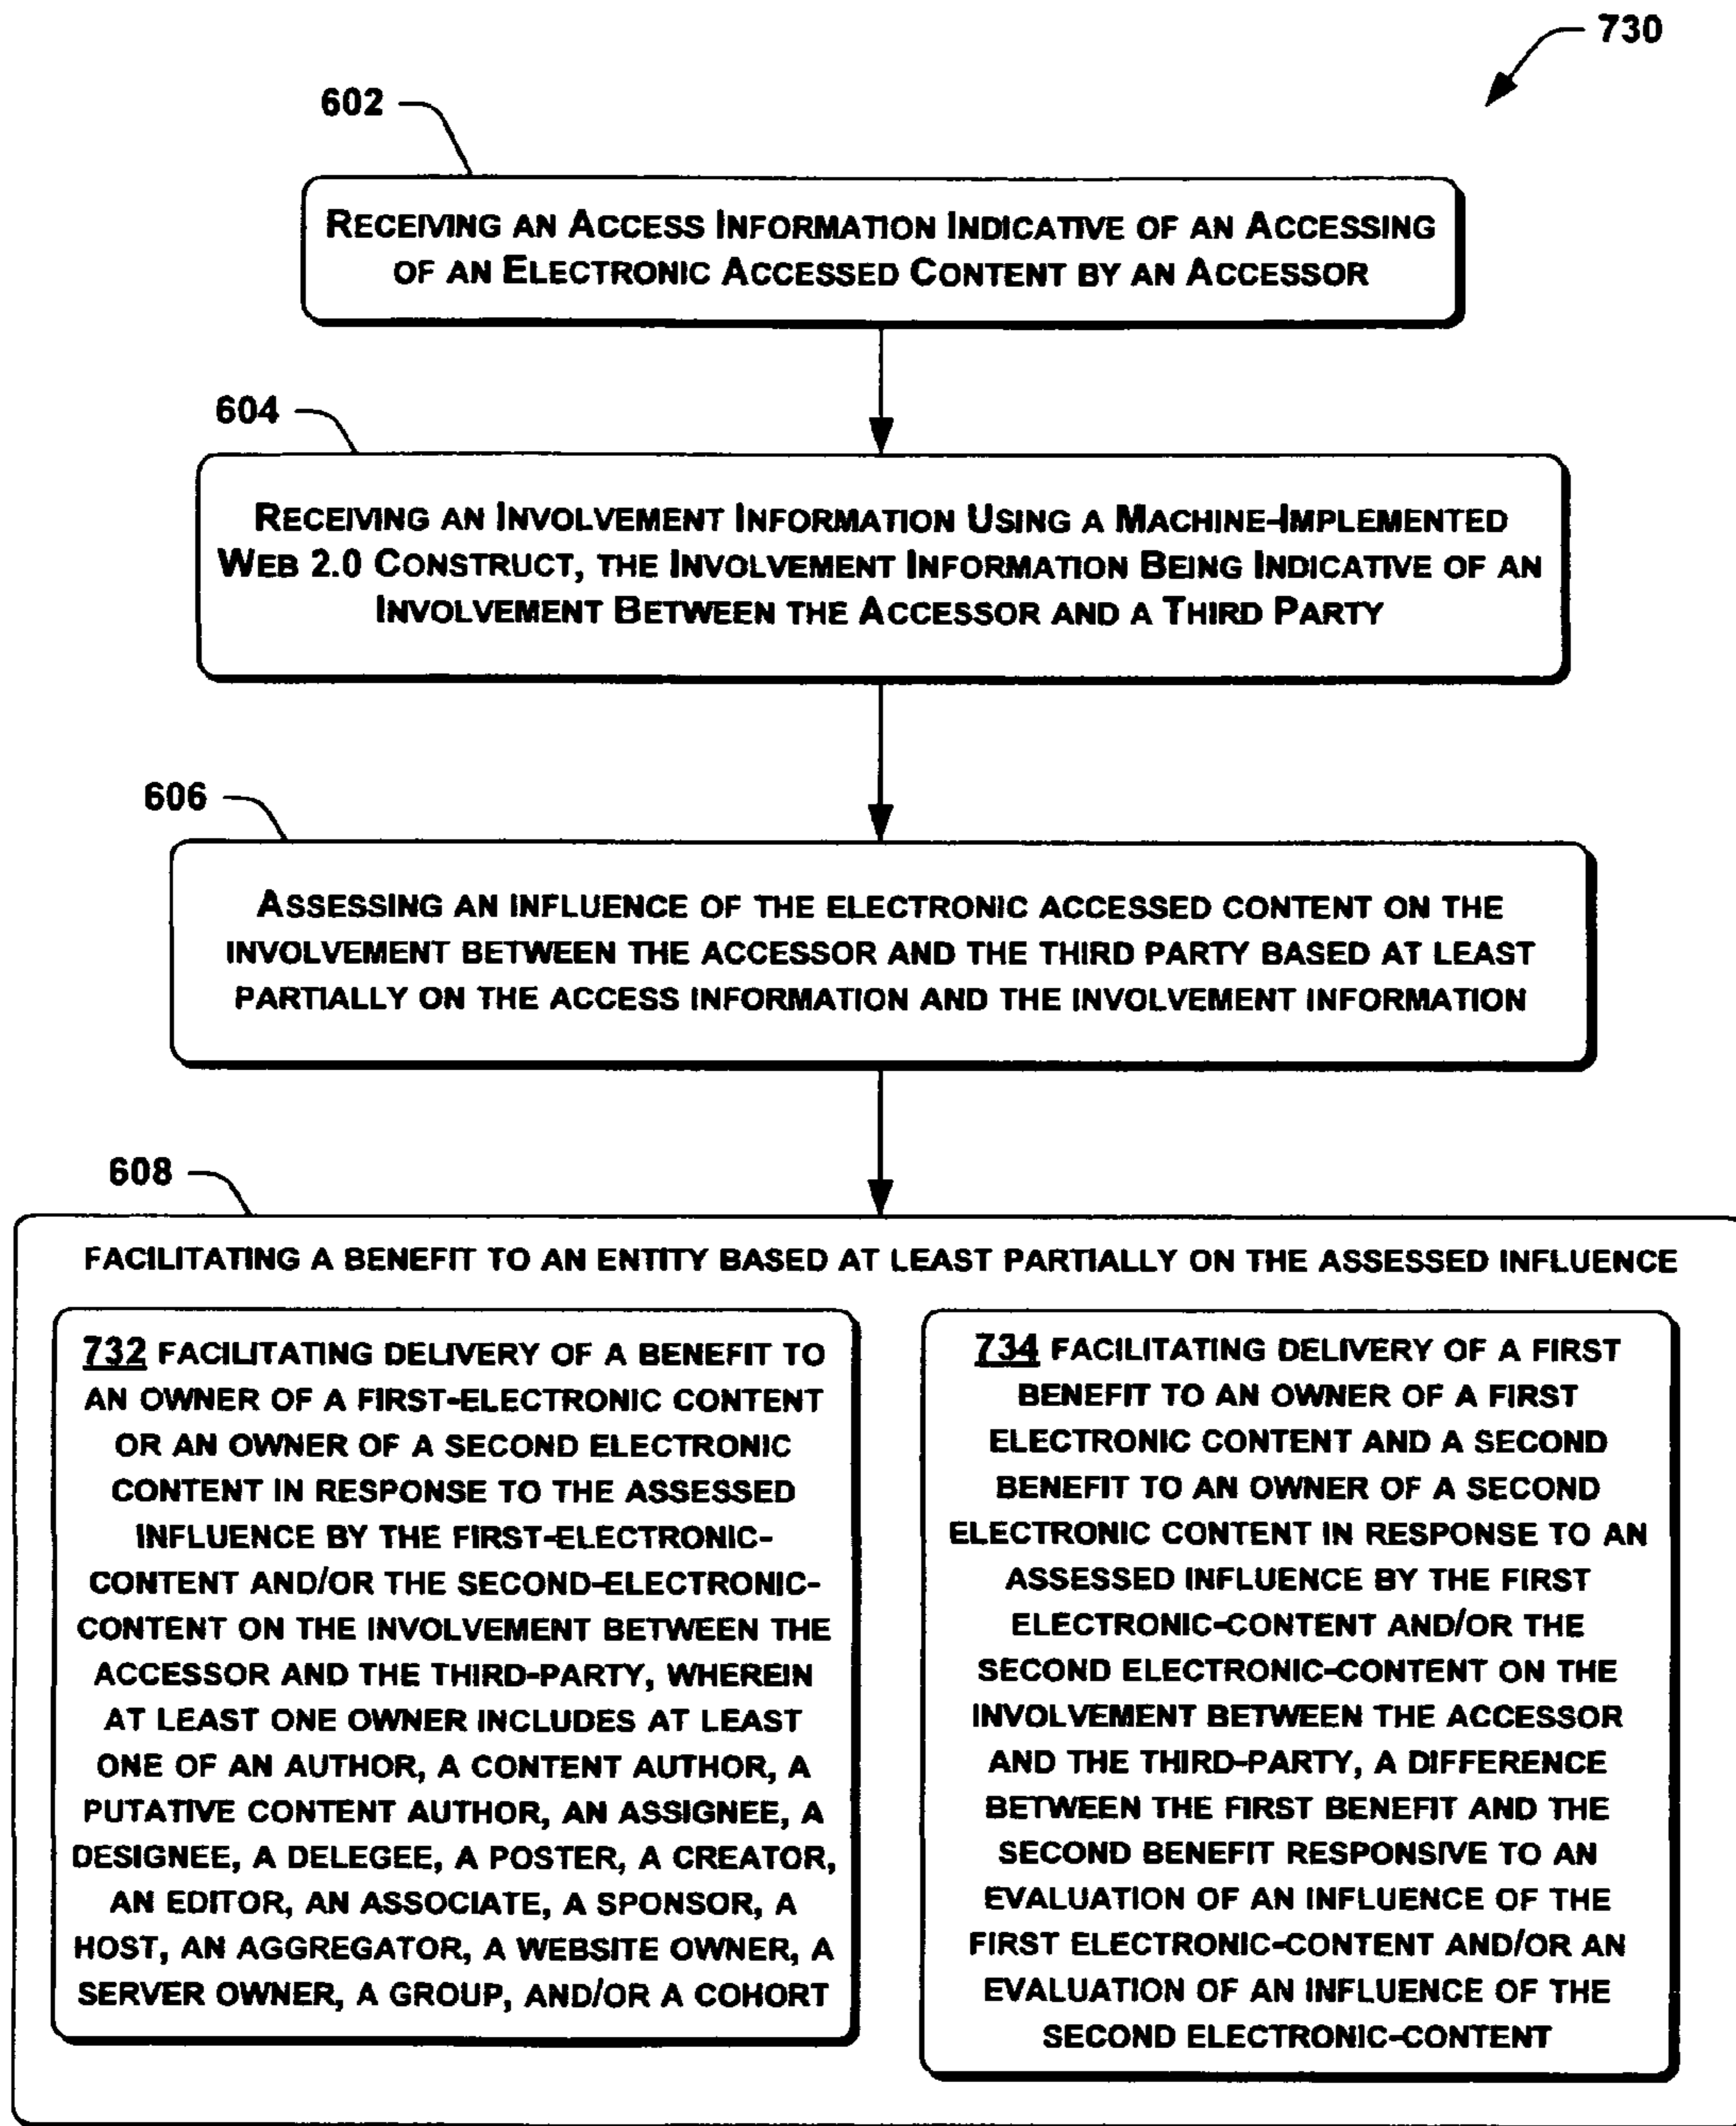 730
602
RECEIVING AN ACCESS INFORMATION INDICATIVE OF AN ACCESSING
OF AN ELECTRONIC ACCESSED CONTENT BY AN ACCESSOR
604
RECEIVING AN INVOLVEMENT INFORMATION USING A MACHINE-IMPLEMENTED
WEB 2.0 CONSTRUCT, THE INVOLVEMENT INFORMATION BEING INDICATIVE OF AN
INVOLVEMENT BETWEEN THE ACCESSOR AND A THIRD PARTY
606
ASSESSING AN INFLUENCE OF THE ELECTRONIC ACCESSED CONTENT ON THE
INVOLVEMENT BETWEEN THE ACCESSOR AND THE THIRD PARTY BASED AT LEAST
PARTIALLY ON THE ACCESS INFORMATION AND THE INVOLVEMENT INFORMATION
608
FACILITATING A BENEFIT TO AN ENTITY BASED AT LEAST PARTIALLY ON THE ASSESSED INFLUENCE
732 FACILITATING DELIVERY OF A BENEFIT TO
AN OWNER OF A FIRST-ELECTRONIC CONTENT
OR AN OWNER OF A SECOND ELECTRONIC
CONTENT IN RESPONSE TO THE ASSESSED
INFLUENCE BY THE FIRST-ELECTRONIC-
CONTENT AND/OR THE SECOND-ELECTRONIC-
CONTENT ON THE INVOLVEMENT BETWEEN THE
ACCESSOR AND THE THIRD-PARTY, WHEREIN
AT LEAST ONE OWNER INCLUDES AT LEAST
ONE OF AN AUTHOR, A CONTENT AUTHOR, A
PUTATIVE CONTENT AUTHOR, AN ASSIGNEE, A
DESIGNEE, A DELEGEE, A POSTER, A CREATOR,
AN EDITOR, AN ASSOCIATE, A SPONSOR, A
HOST, AN AGGREGATOR, A WEBSITE OWNER, A
SERVER OWNER, A GROUP, AND/OR A COHORT
734 FACILITATING DELIVERY OF A FIRST
BENEFIT TO AN OWNER OF A FIRST
ELECTRONIC CONTENT AND A SECOND
BENEFIT TO AN OWNER OF A SECOND
ELECTRONIC CONTENT IN RESPONSE TO AN
ASSESSED INFLUENCE BY THE FIRST
ELECTRONIC-CONTENT AND/OR THE
SECOND ELECTRONIC-CONTENT ON THE
INVOLVEMENT BETWEEN THE ACCESSOR
AND THE THIRD-PARTY, A DIFFERENCE
BETWEEN THE FIRST BENEFIT AND THE
SECOND BENEFIT RESPONSIVE TO AN
EVALUATION OF AN INFLUENCE OF THE
FIRST ELECTRONIC-CONTENT AND/OR AN
EVALUATION OF AN INFLUENCE OF THE
SECOND ELECTRONIC-CONTENT